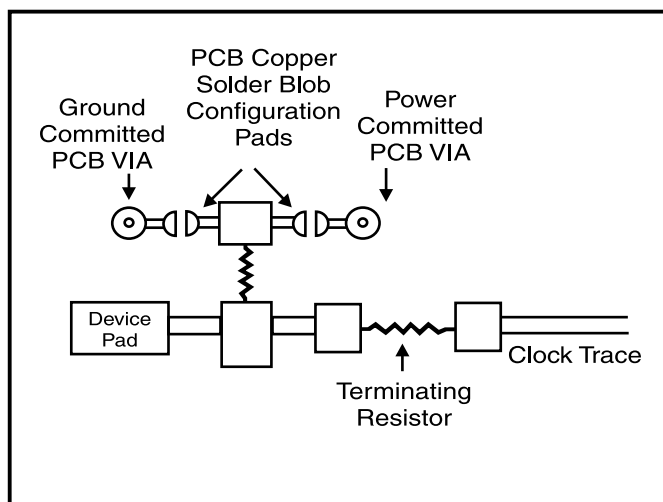 PCB Copper
Solder Blob
Configuration
Pads
Ground
Committed
PCB VIA
Power
Committed
PCB VIA
Device
Pad
Clock Trace
Terminating
Resistor